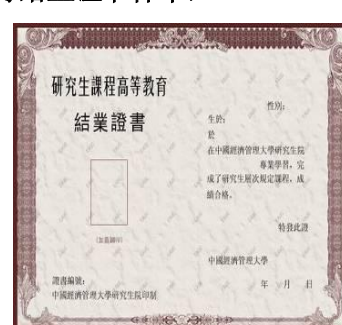 研究生課程高等教育
結業證書
(加蓋鋼印)
證書編號:
中國經濟管理大學研究生院印制
性別:
生於:
於
在中國經濟管理大學研究生院
專業學習，完
成了研究生層次規定課程，成
績合格。
特發此證
中國經濟管理大學
年 月 日